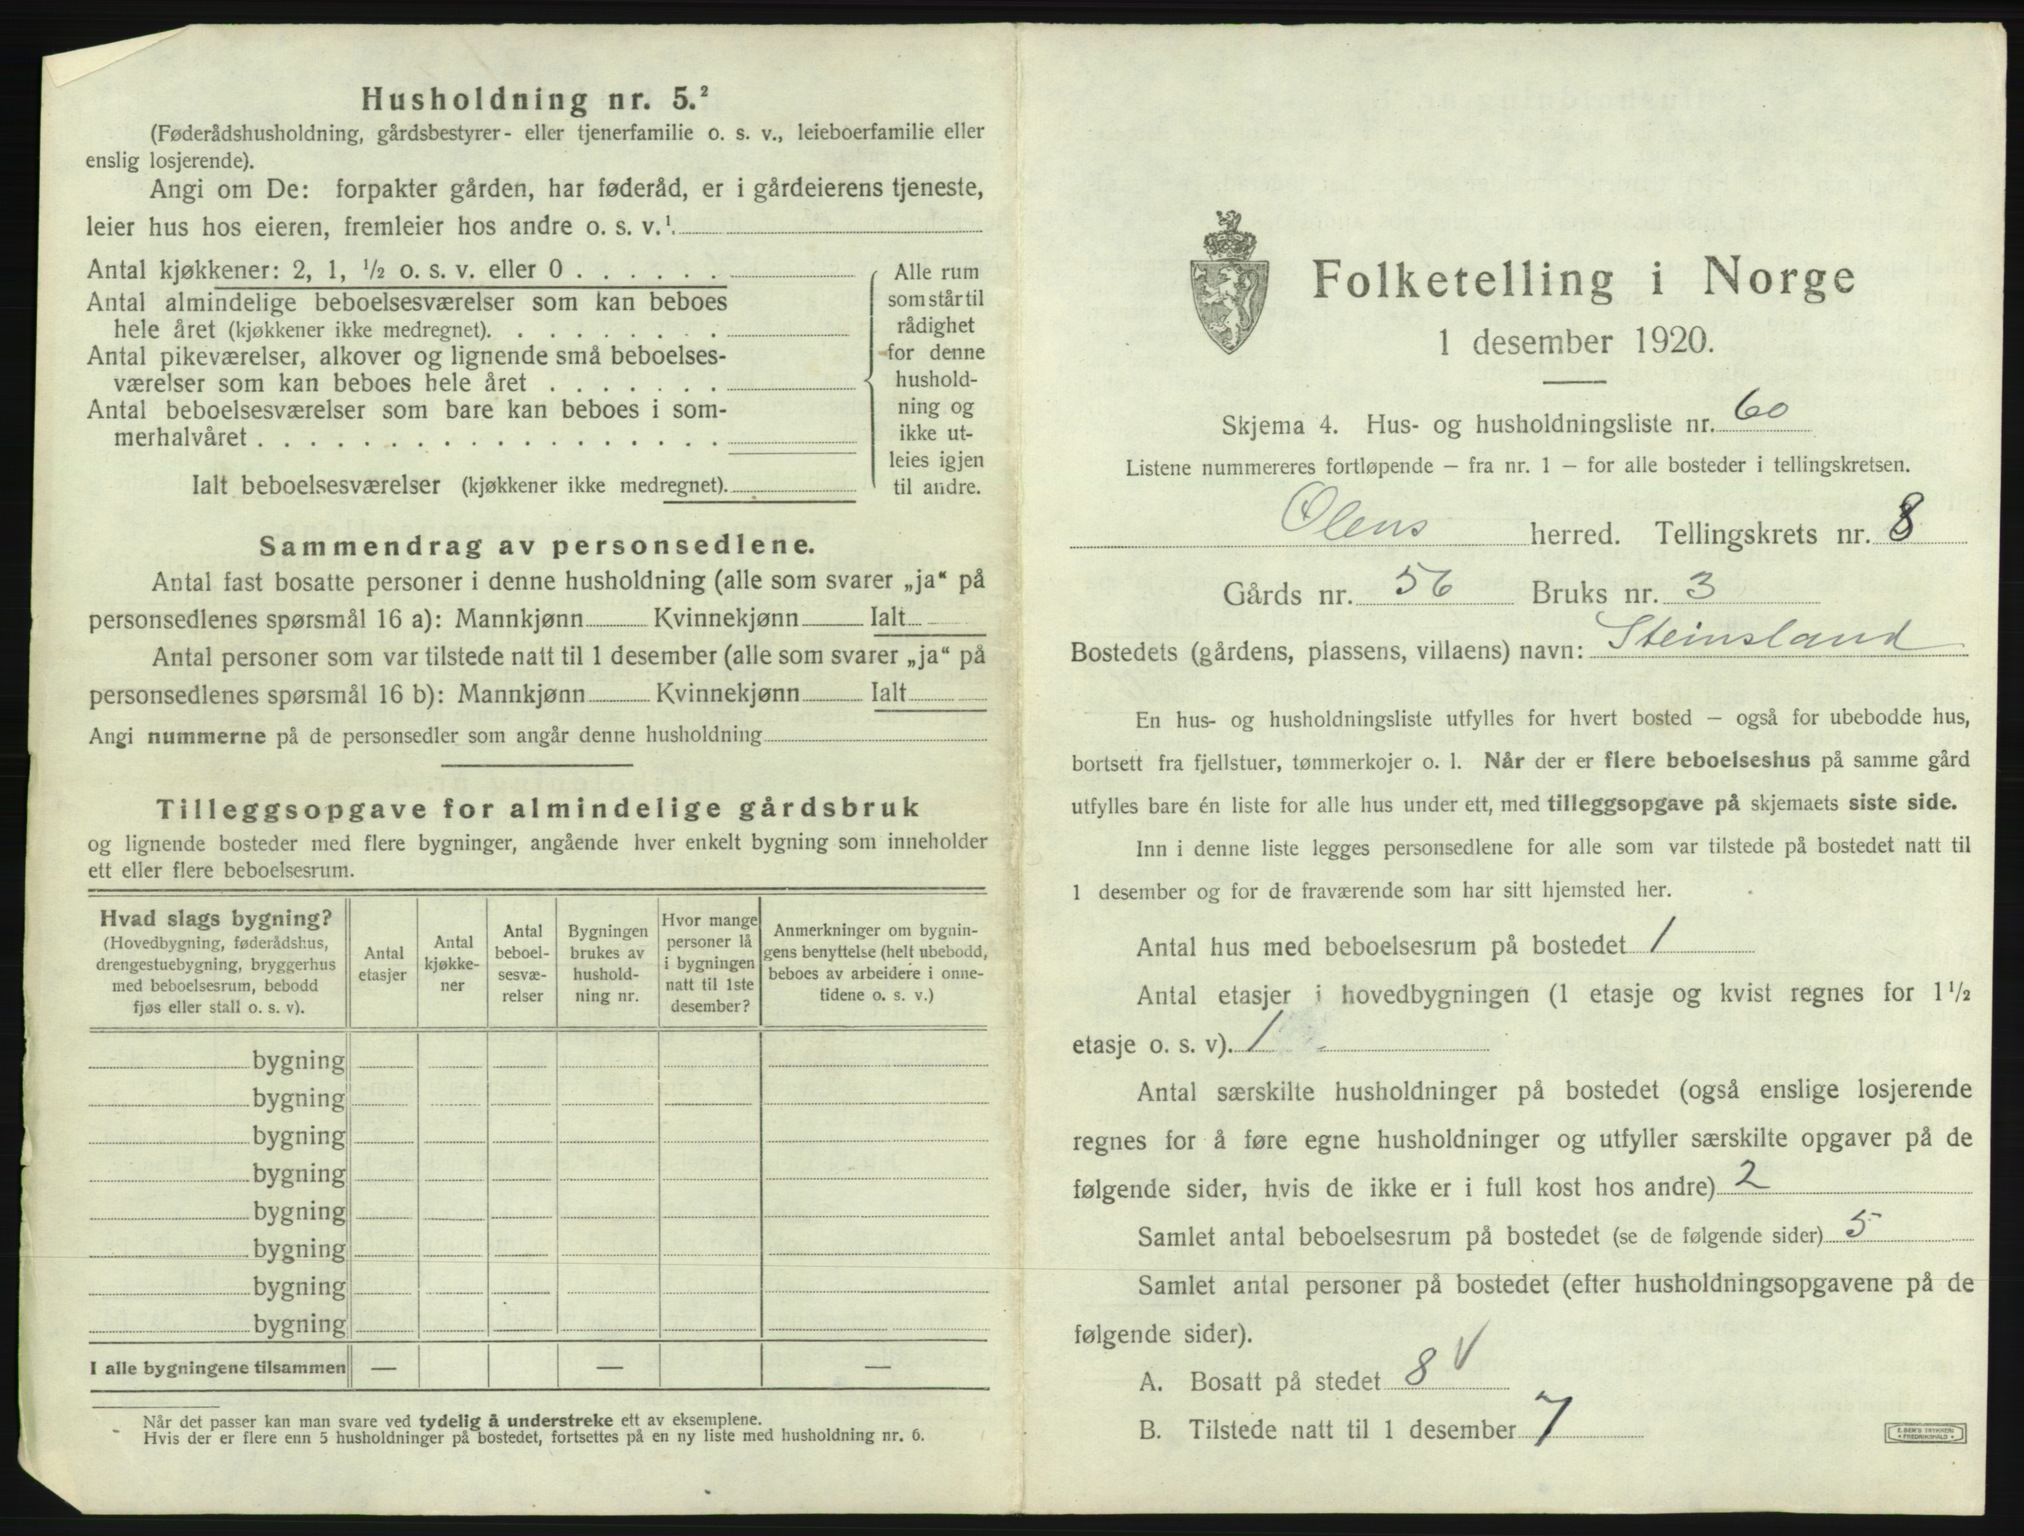 Husholdning nr. 5.²
(Føderådshusholdning, gårdsbestyrer- eller tjenerfamilie o. s. v., leieboerfamilie eller
enslig losjerende).
Angi om De: forpakter gården, har føderåd, er i gårdeierens tjeneste,
leier hus hos eieren, fremleier hos andre o. s. v.¹.
Antal kjøkkener: 2, 1, ½ o. s. v. eller 0 . . . . . .
Antal almindelige beboelsesværelser som kan beboes
hele året (kjøkkener ikke medregnet). . . . . . . . .
Antal pikeværelser, alkover og lignende små beboelses-
værelser som kan beboes hele året . . . . . . .
Antal beboelsesværelser som bare kan beboes i som-
merhalvåret . . . . . . . . . . . . . . . . . .
Ialt beboelsesværelser (kjøkkener ikke medregnet).
Alle rum
som står til
rådighet
for denne
hushold-
ning og
ikke ut-
leies igjen
til andre.
Sammendrag av personsedlene.
Antal fast bosatte personer i denne husholdning (alle som svarer „ja“ på
personsedlenes spørsmål 16 a): Mannkjønn Kvinnekjønn Ialt
Antal personer som var tilstede natt til 1 desember (alle som svarer „ja“ på
personsedlenes spørsmål 16 b): Mannkjønn Kvinnekjønn Ialt
Angi nummerne på de personsedler som angår denne husholdning
Tilleggsopgave for almindelige gårdsbruk
og lignende bosteder med flere bygninger, angående hver enkelt bygning som inneholder
ett eller flere beboelsesrum.
Hvad slags bygning?
(Hovedbygning, føderådshus,
drengestuebygning, bryggerhus
med beboelsesrum, bebodd
fjøs eller stall o. s. v).
Antal
etasjer
Antal
kjøkke-
ner
Antal
beboel-
sesvæ-
relser
Bygningen
brukes av
hushold-
ning nr.
Hvor mange
personer lå
i bygningen
natt til 1ste
desember?
Anmerkninger om bygnin-
gens benyttelse (helt ubebodd,
beboes av arbeidere i onne-
tidene o. s. v.)
bygning
bygning
bygning
bygning
bygning
bygning
bygning
bygning
I alle bygningene tilsammen — — —
Når det passer kan man svare ved tydelig å understreke ett av eksemplene.
Hvis der er flere enn 5 husholdninger på bostedet, fortsettes på en ny liste med husholdning nr. 6.
Folketelling i Norge
1 desember 1920.
Skjema 4. Hus- og husholdningsliste nr. 60
Listene nummereres fortløpende — fra nr. 1 — for alle bosteder i tellingskretsen.
Ølens herred. Tellingskrets nr. 8
Gårds nr. 56 Bruks nr. 3
Bostedets (gårdens, plassens, villaens) navn: Steinsland
En hus- og husholdningsliste utfylles for hvert bosted — også for ubebodde hus,
bortsett fra fjellstuer, tømmerkojer o. l. Når der er flere beboelseshus på samme gård
utfylles bare én liste for alle hus under ett, med tilleggsopgave på skjemaets siste side.
Inn i denne liste legges personsedlene for alle som var tilstede på bostedet natt til
1 desember og for de fraværende som har sitt hjemsted her.
Antal hus med beboelsesrum på bostedet 1
Antal etasjer i hovedbygningen (1 etasje og kvist regnes for 1½
etasje o. s. v). 1
Antal særskilte husholdninger på bostedet (også enslige losjerende
regnes for å føre egne husholdninger og utfyller særskilte opgaver på de
følgende sider, hvis de ikke er i full kost hos andre) 2
Samlet antal beboelsesrum på bostedet (se de følgende sider) 5
Samlet antal personer på bostedet (efter husholdningsopgavene på de
følgende sider).
A. Bosatt på stedet 8 V
B. Tilstede natt til 1 desember 7